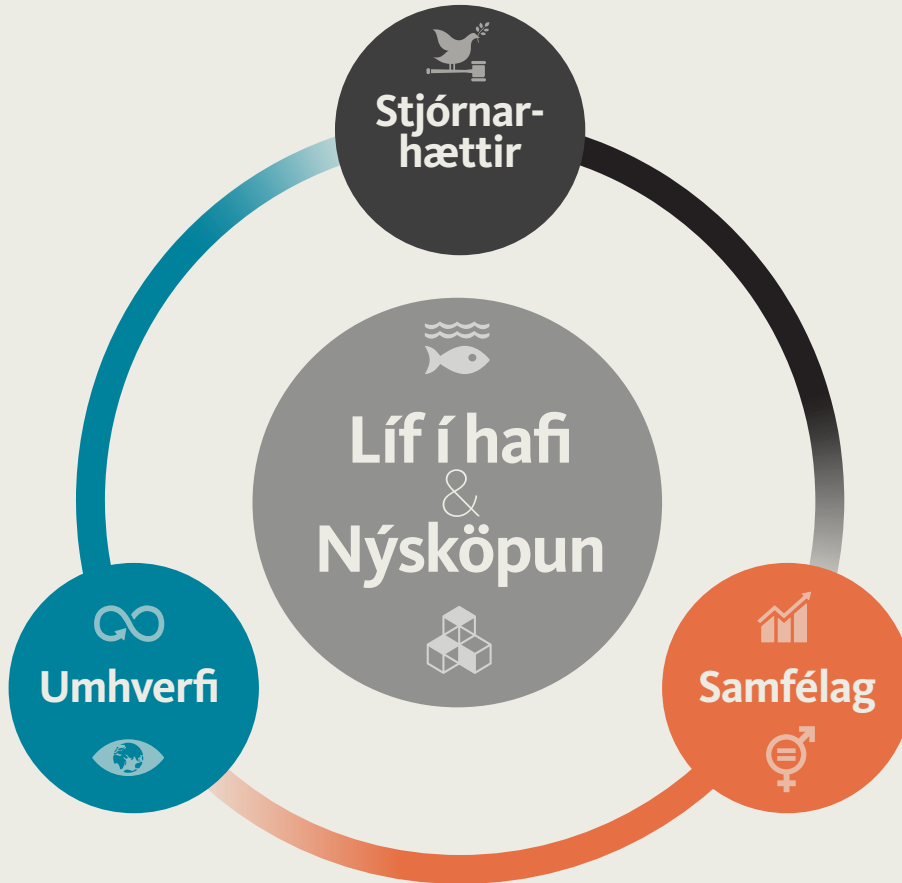 Stjórnar-
hættir
Líf í hafi
&
Nýsköpun
Umhverfi
Samfélag